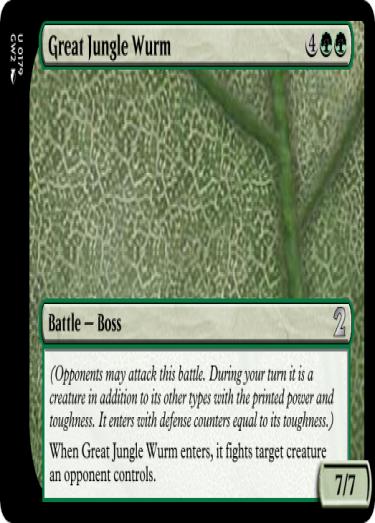 Great Jungle Wurm 4
U 0179
GW2
Battle – Boss 2
(Opponents may attack this battle. During your turn it is
a creature in addition to its other types with the printed power and
toughness. It enters with defense counters equal to its toughness.)
When Great Jungle Wurm enters, it fights target creature
an opponent controls.
7/7